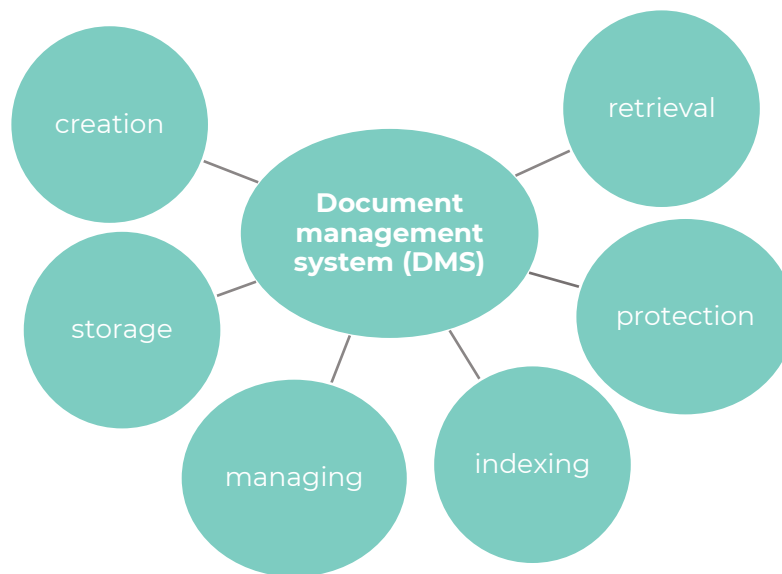 creation
retrieval
Document
management
system (DMS)
storage
protection
managing
indexing